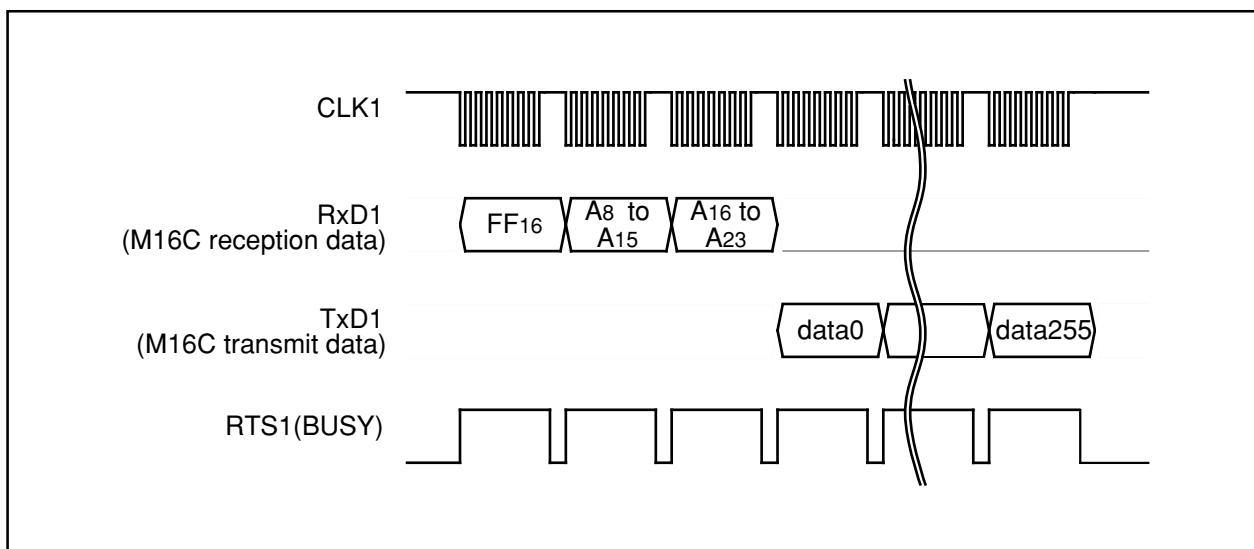 CLK1
RxD1
(M16C reception data)
FF16
A8 to
A15
A16 to
A23
TxD1
(M16C transmit data)
data0
data255
RTS1(BUSY)